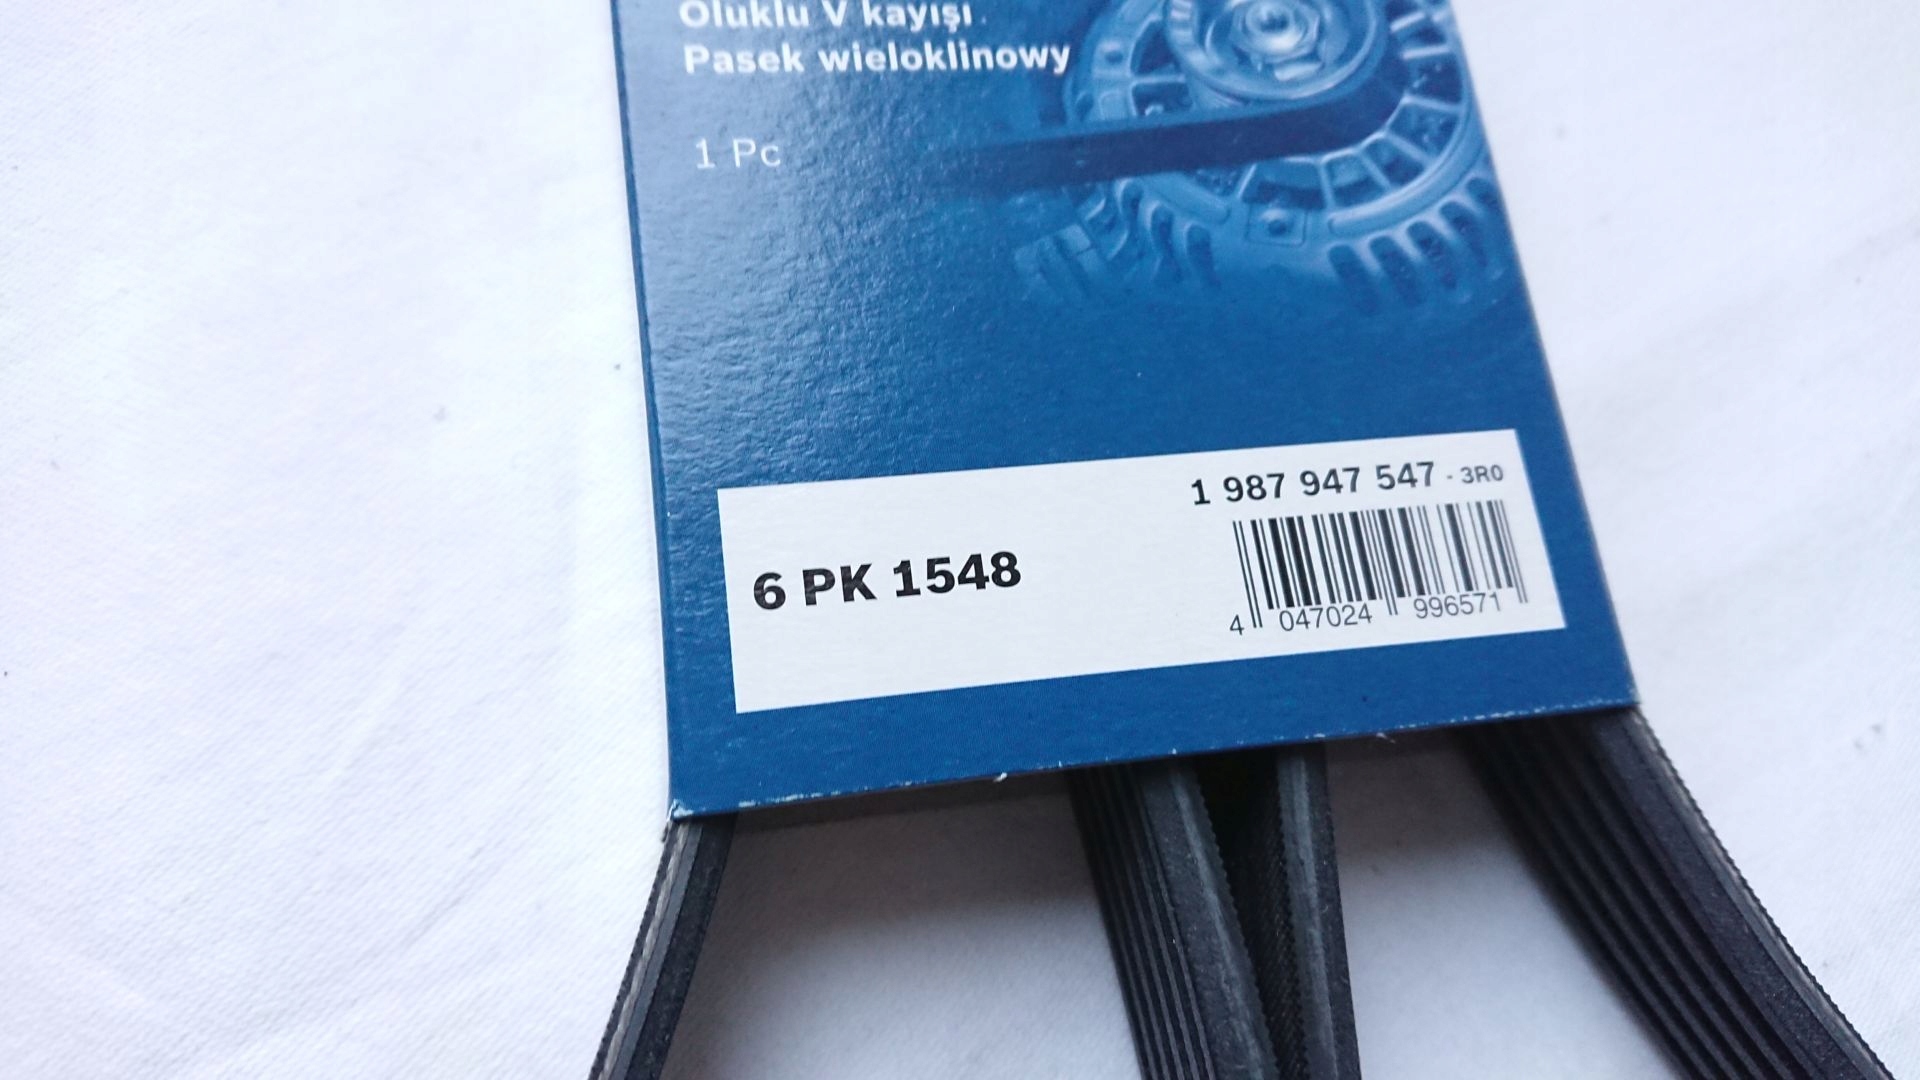 Oluklu V kayışı
Pasek wieloklinowy
1 Pc
1 987 947 547 - 3R0
6 PK 1548
4 047024 996571